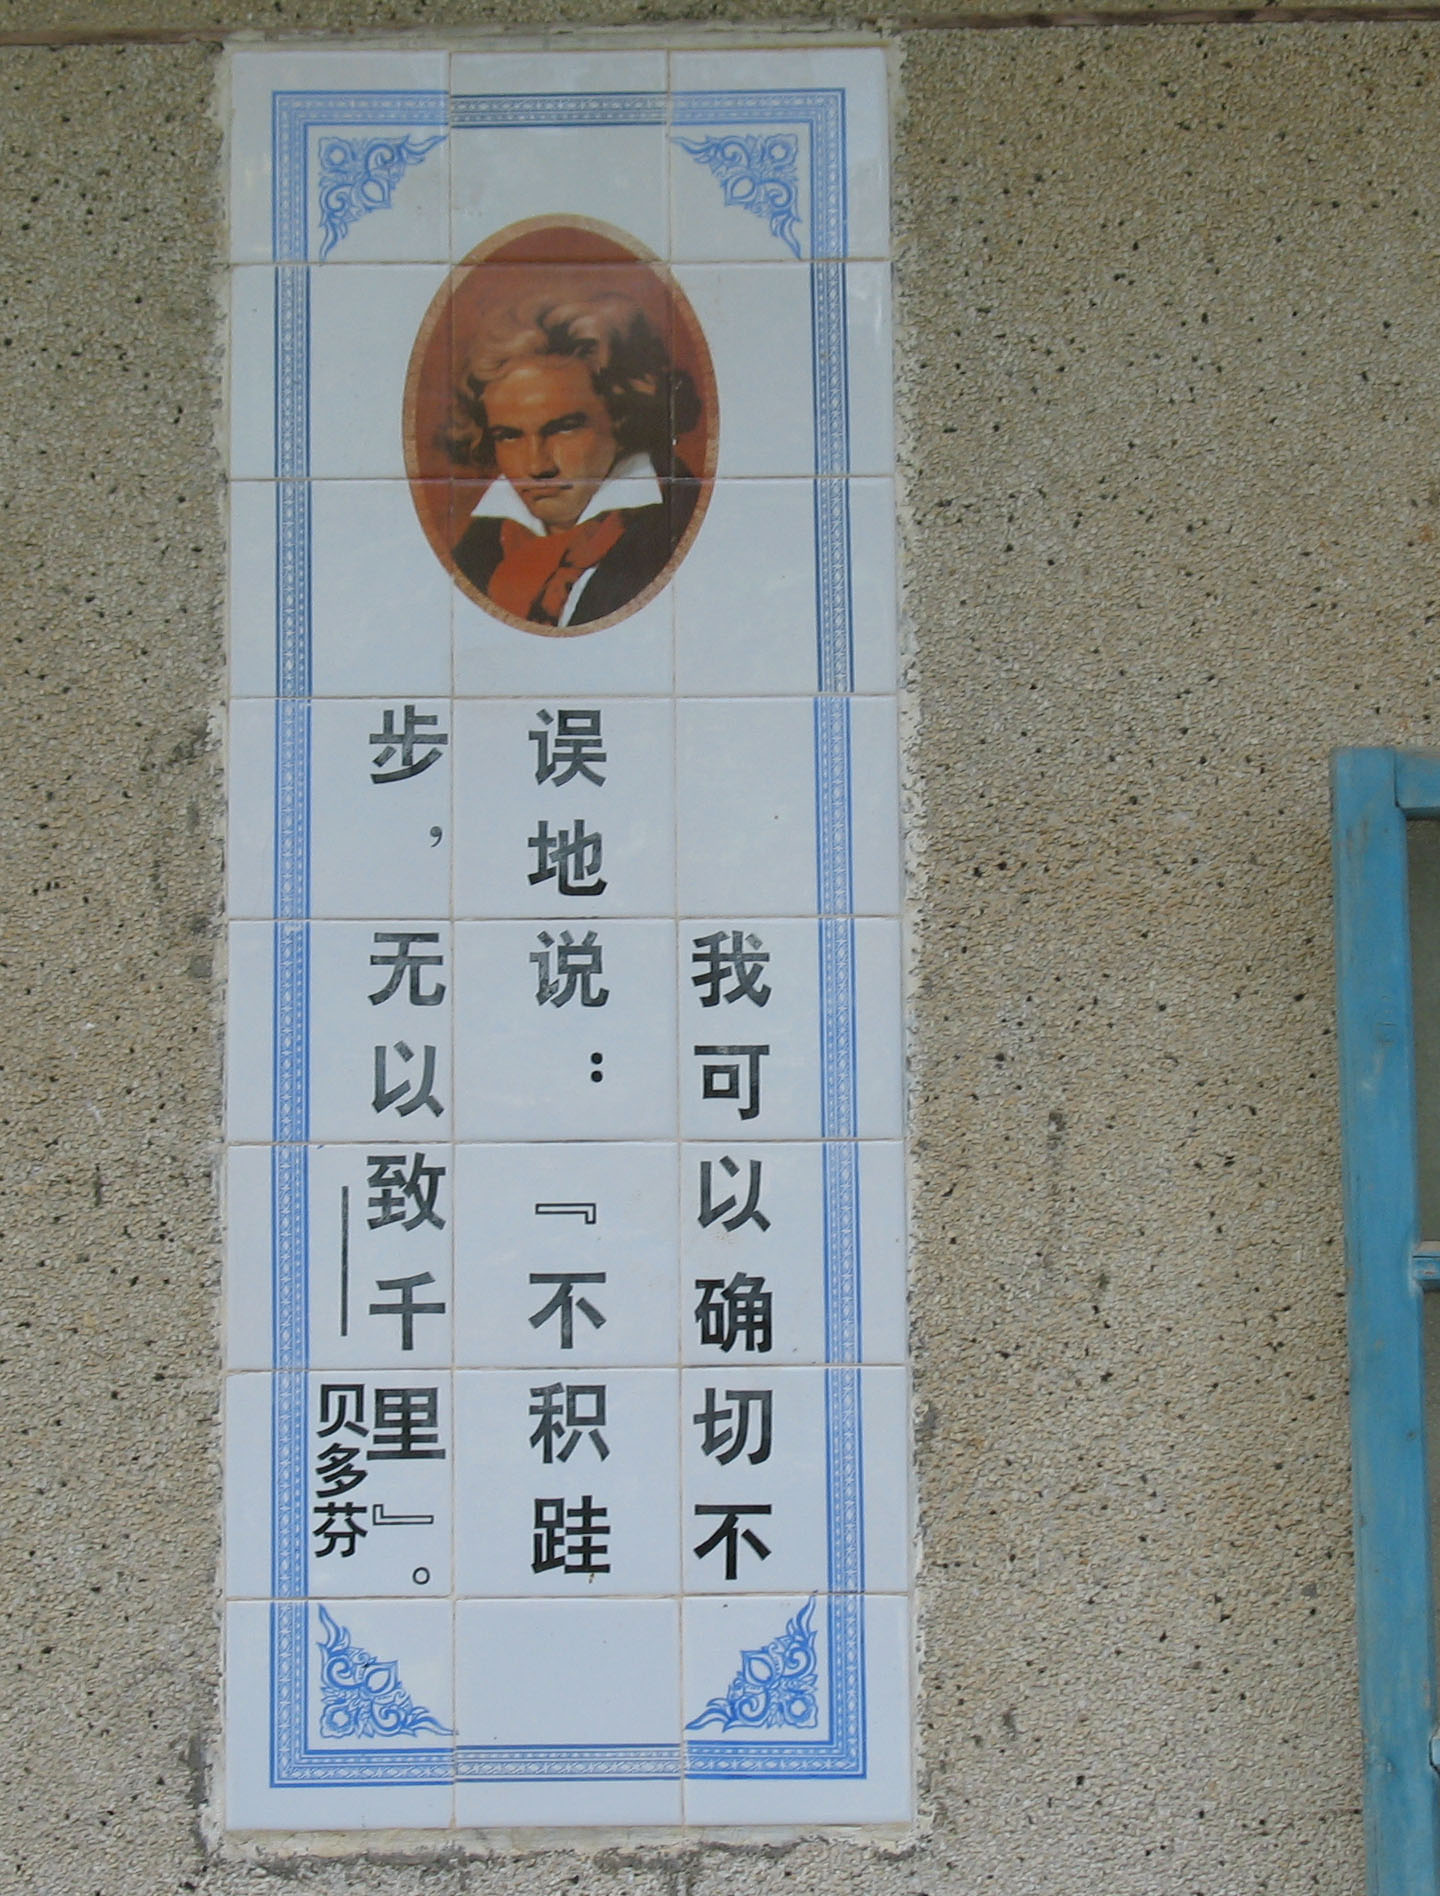 我可以确切不
误地说：『不积跬
步，无以致千里』。
——贝多芬